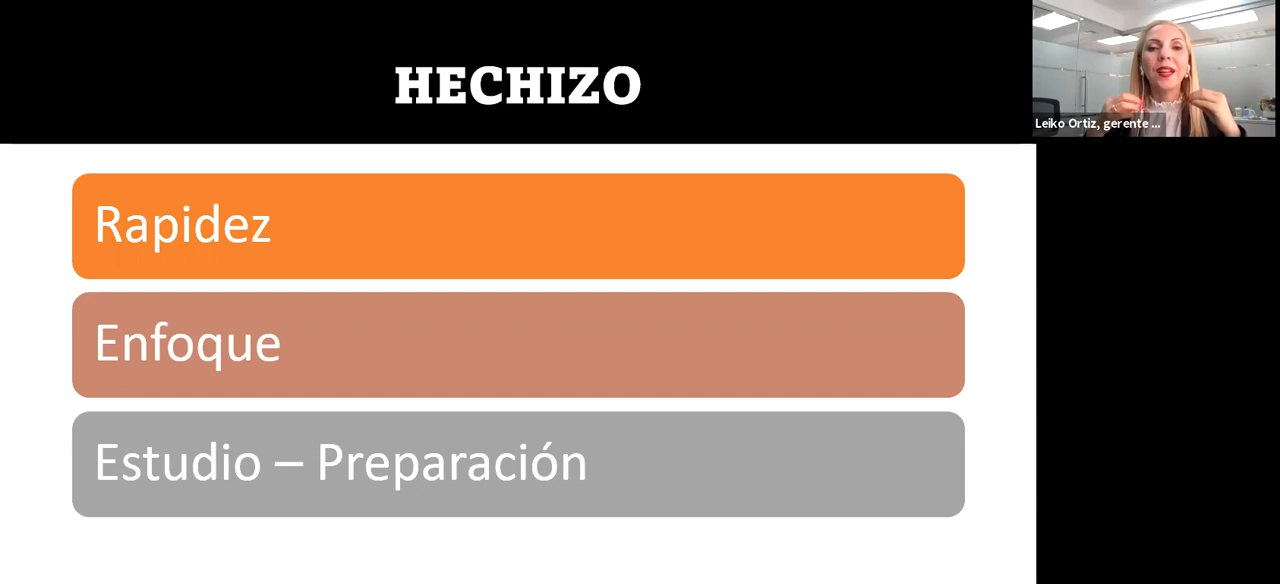 HECHIZO
Leiko Ortiz, gerente ...
Rapidez
Enfoque
Estudio – Preparación